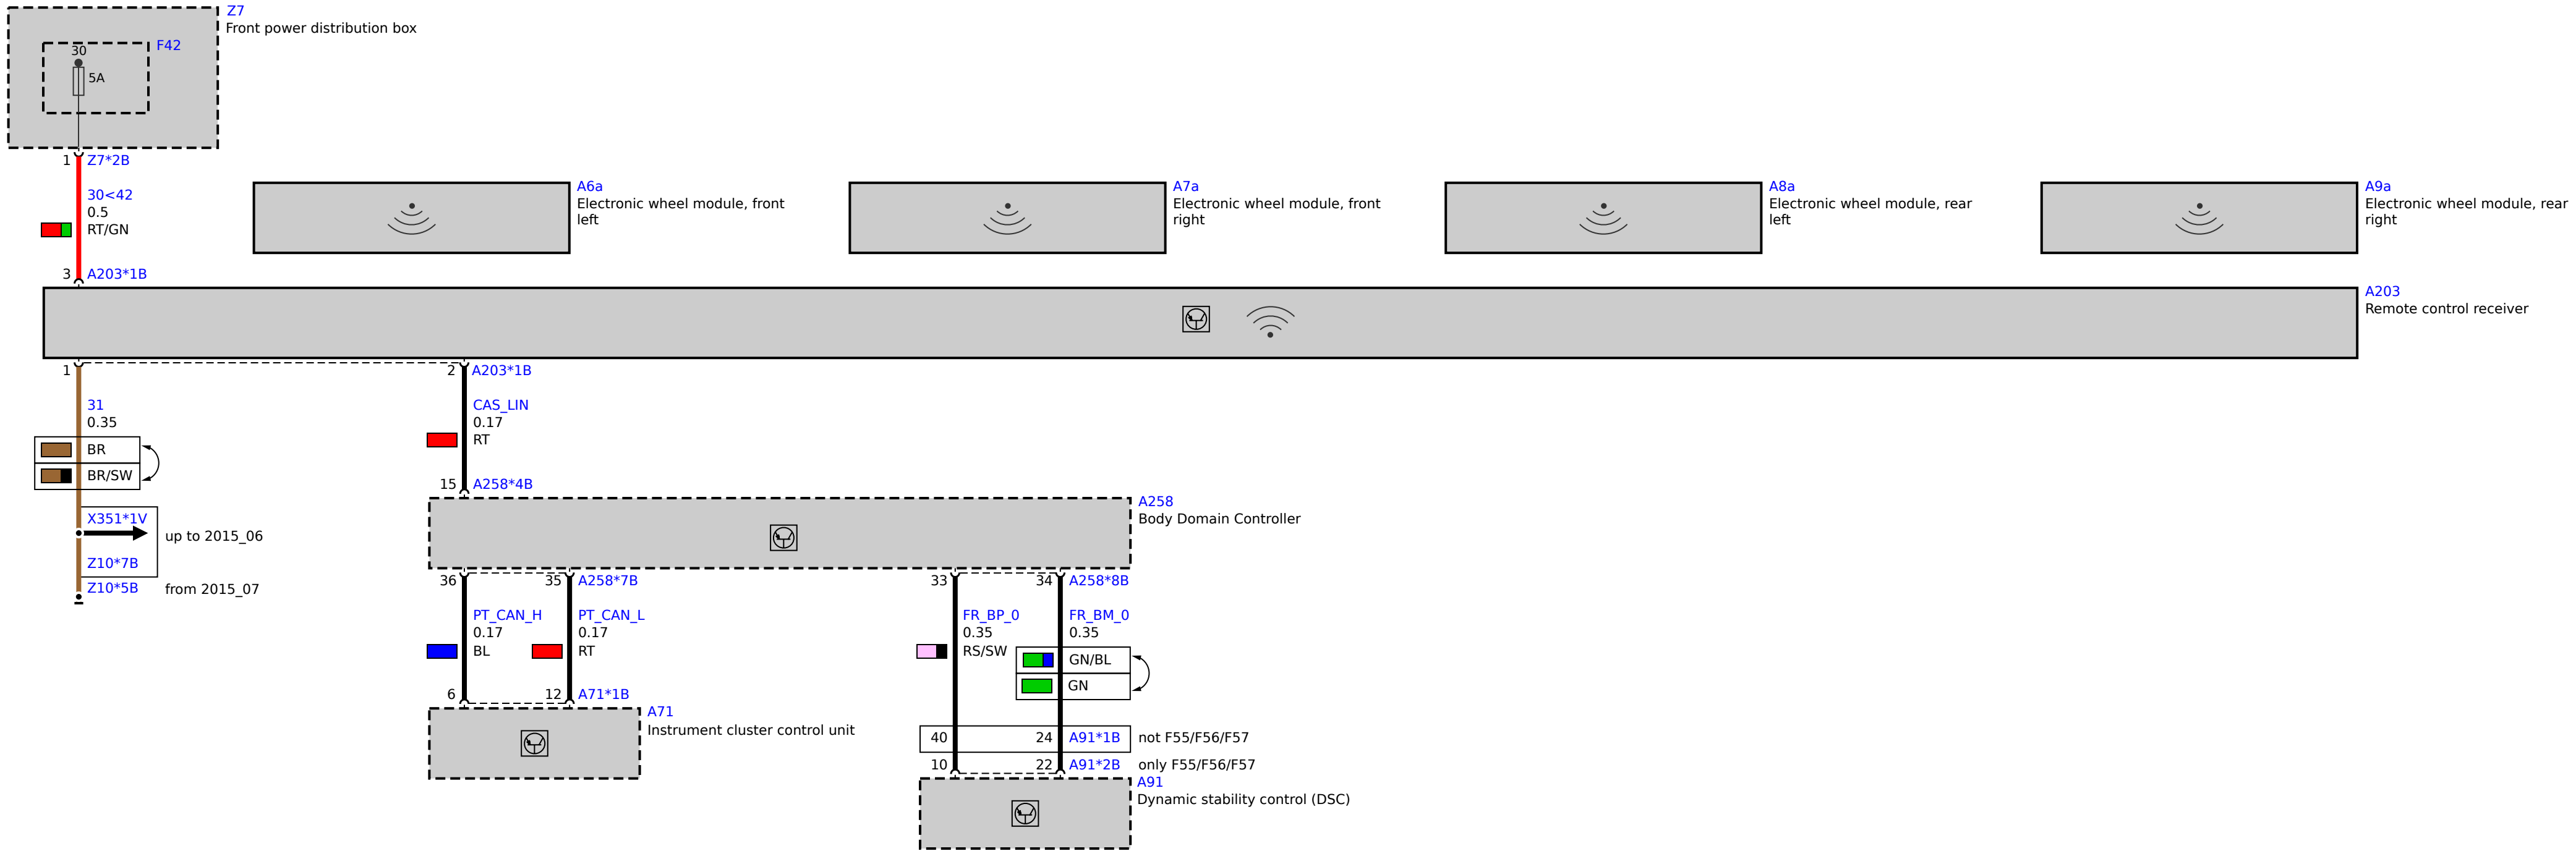 Z7
Front power distribution box
30
F42
5A
1
Z7*2B
30<42
0.5
RT/GN
3
A203*1B
A6a
Electronic wheel module, front
left
A7a
Electronic wheel module, front
right
A8a
Electronic wheel module, rear
left
A9a
Electronic wheel module, rear
right
A203
Remote control receiver
1
31
0.35
BR
BR/SW
X351*1V
up to 2015_06
Z10*7B
Z10*5B
from 2015_07
2
A203*1B
CAS_LIN
0.17
RT
15
A258*4B
A258
Body Domain Controller
36
35
A258*7B
PT_CAN_H
0.17
BL
PT_CAN_L
0.17
RT
6
12
A71*1B
A71
Instrument cluster control unit
33
34
A258*8B
FR_BP_0
0.35
RS/SW
FR_BM_0
0.35
GN/BL
GN
40
24
A91*1B
not F55/F56/F57
10
22
A91*2B
only F55/F56/F57
A91
Dynamic stability control (DSC)